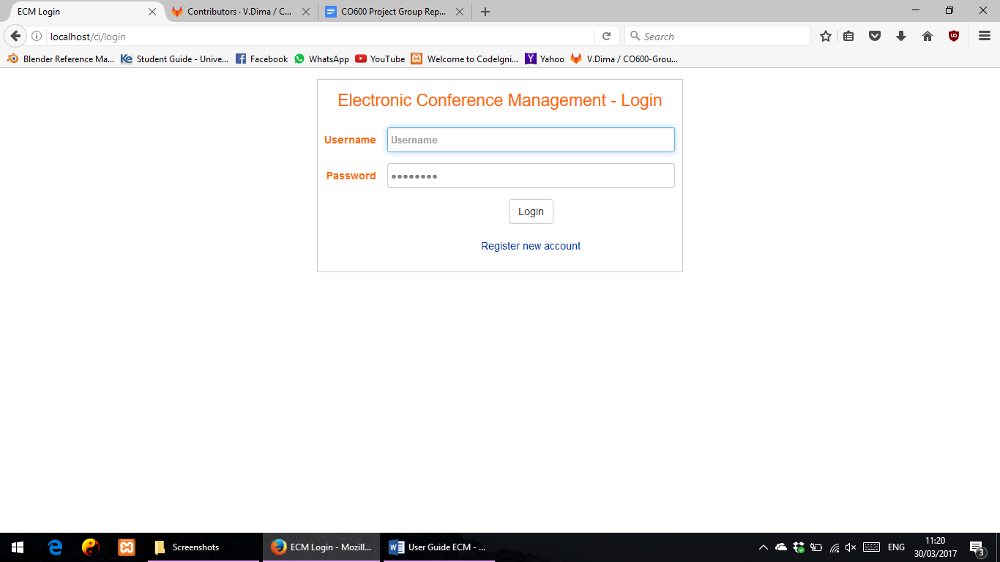 ECM Login
Contributors · V.Dima / C...
CO600 Project Group Rep...
localhost/ci/login
Search
Blender Reference Ma...
Student Guide - Unive...
Facebook
WhatsApp
YouTube
Welcome to CodeIgni...
Yahoo
V.Dima / CO600-Grou...
Electronic Conference Management - Login
Username Username
Password ••••••••
Login
Register new account
Screenshots
ECM Login - Mozill...
User Guide ECM - ...
ENG
11:20
30/03/2017
3